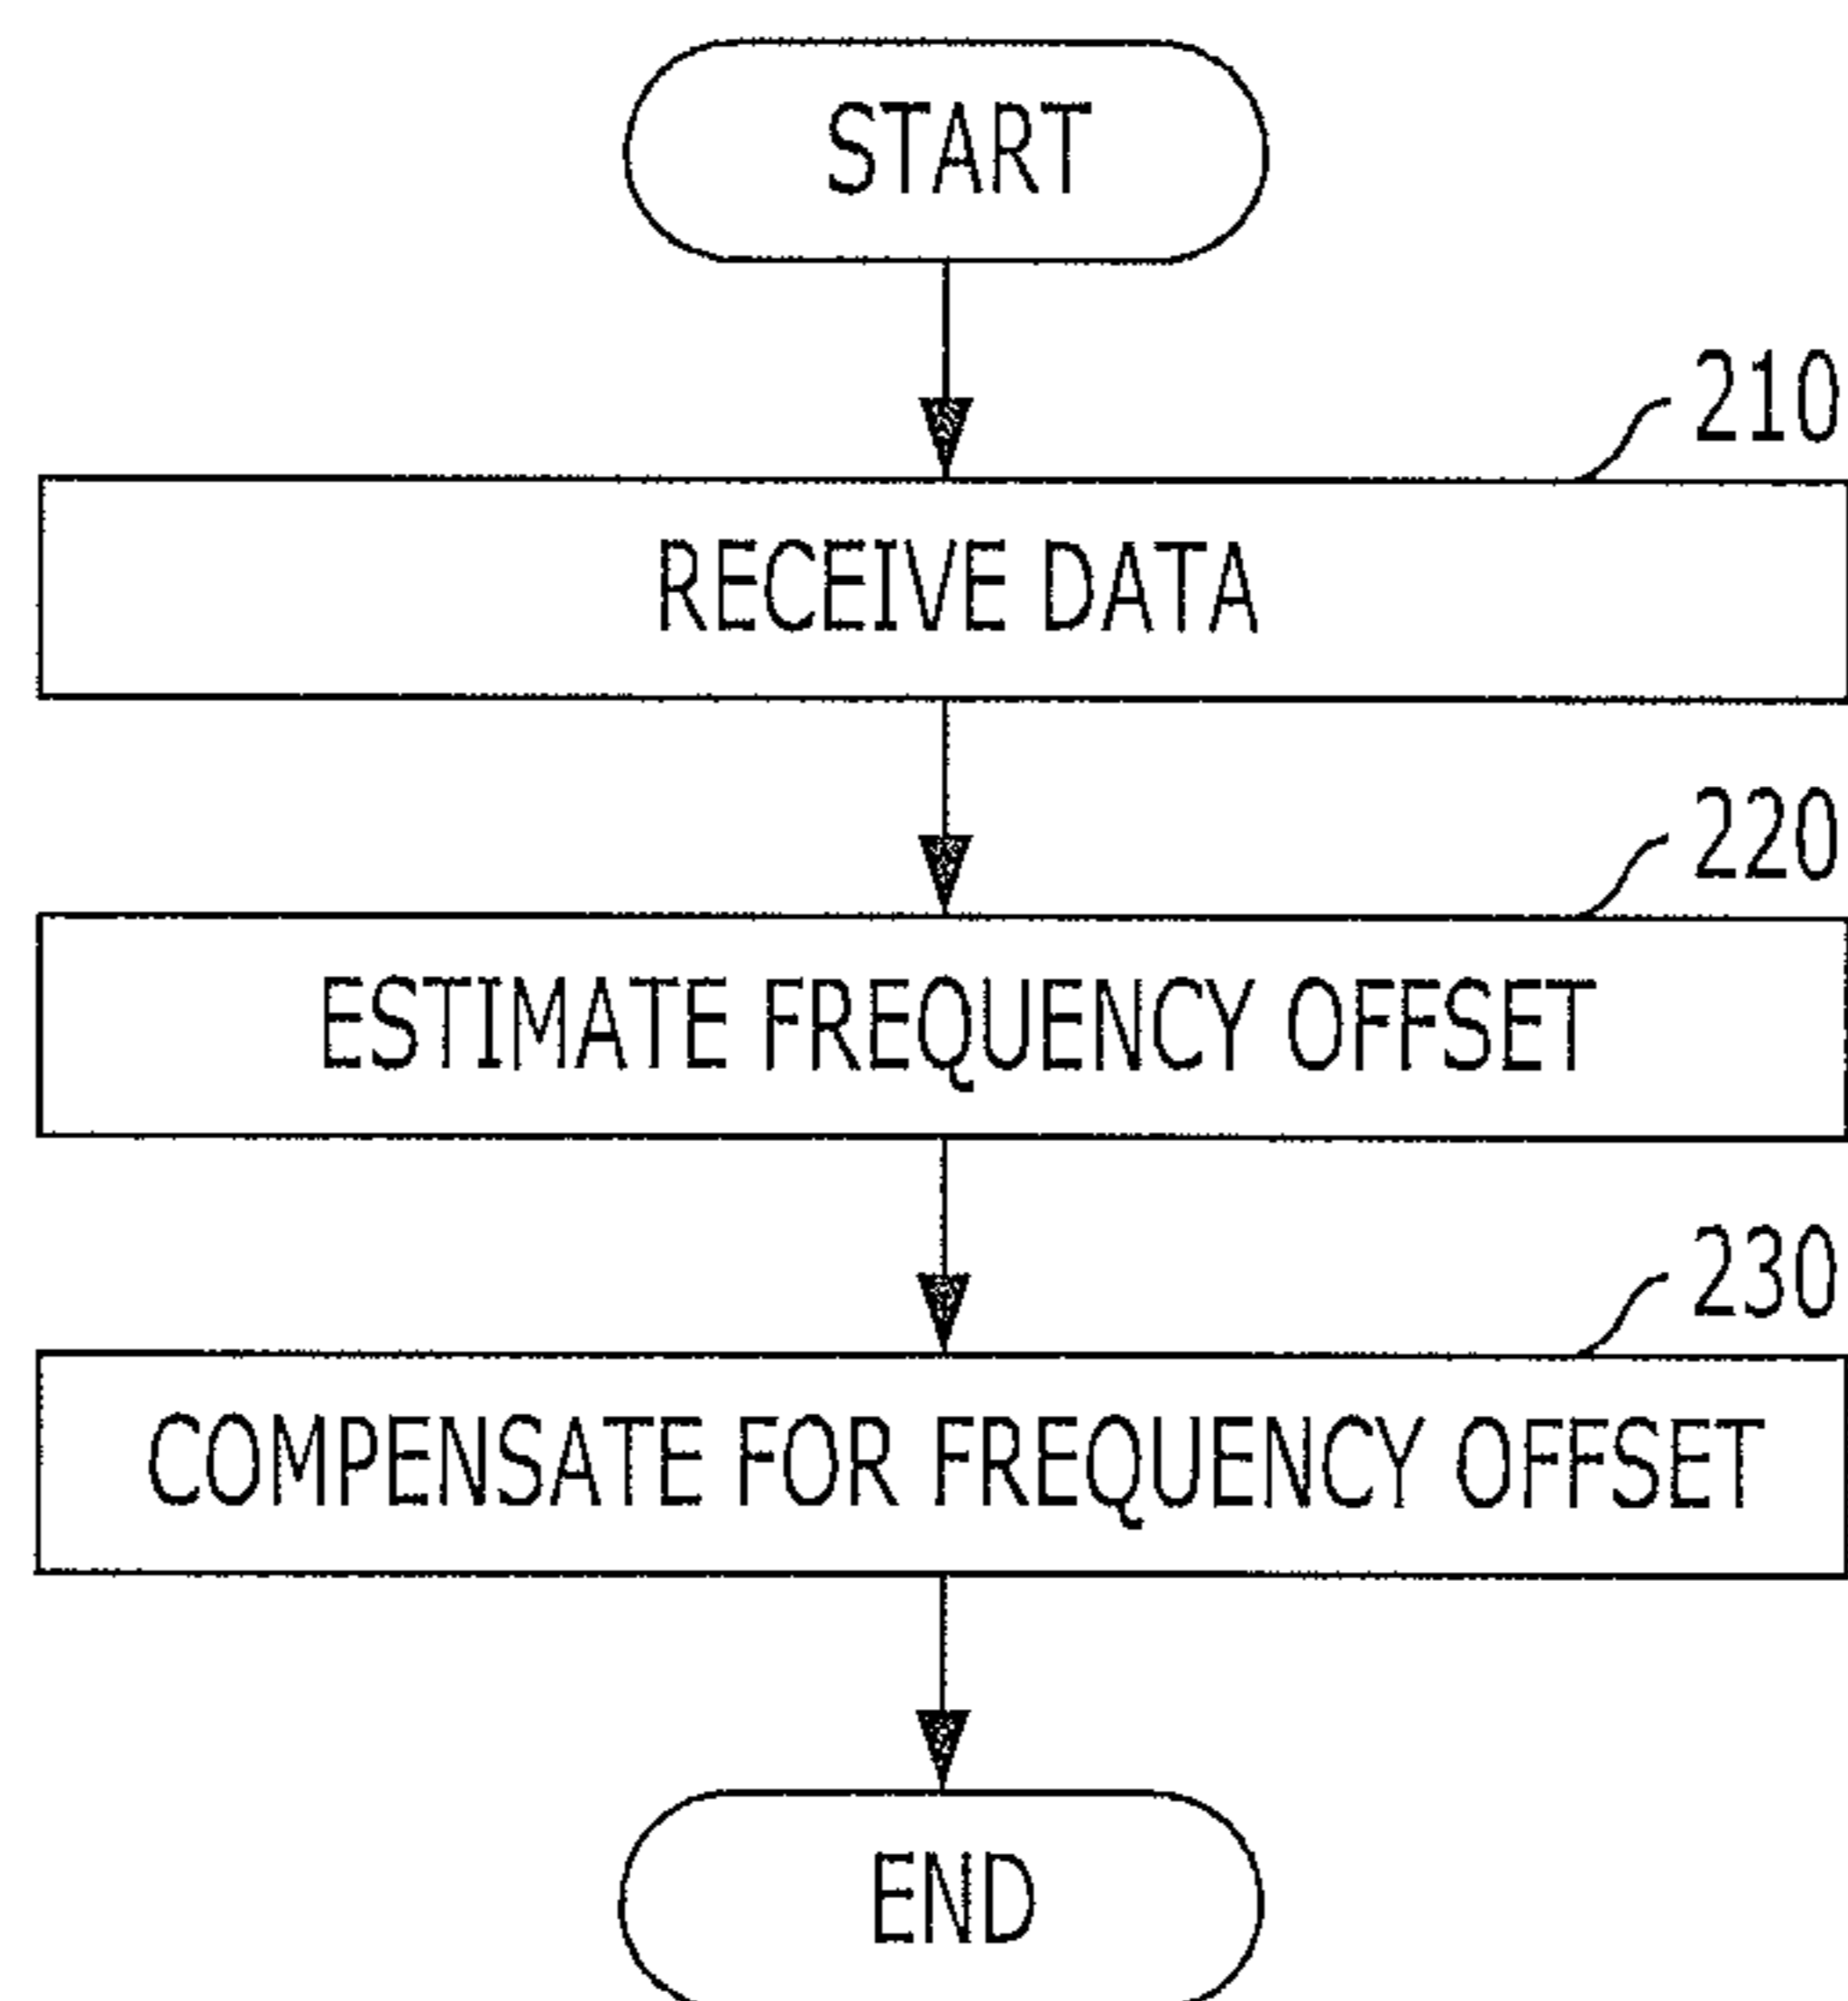 START
210
RECEIVE DATA
220
ESTIMATE FREQUENCY OFFSET
230
COMPENSATE FOR FREQUENCY OFFSET
END